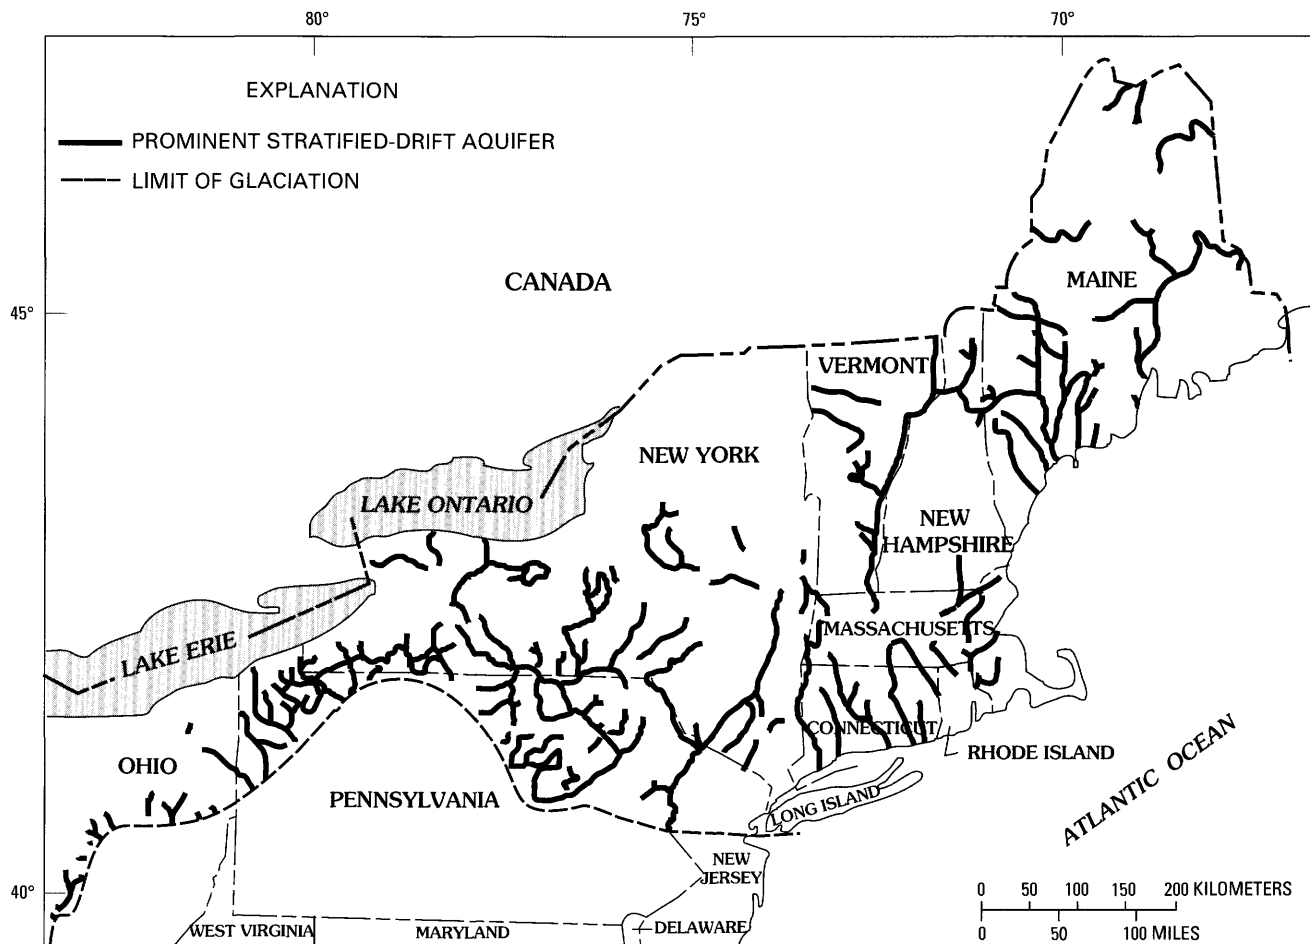 80°
75°
70°
EXPLANATION
PROMINENT STRATIFIED-DRIFT AQUIFER
LIMIT OF GLACIATION
CANADA
MAINE
45°
VERMONT
NEW YORK
LAKE ONTARIO
NEW
HAMPSHIRE
MASSACHUSETTS
LAKE ERIE
CONNECTICUT
RHODE ISLAND
OHIO
PENNSYLVANIA
LONG ISLAND
ATLANTIC OCEAN
NEW
JERSEY
40°
0 50 100 150 200 KILOMETERS
0 50 100 MILES
WEST VIRGINIA
MARYLAND
DELAWARE